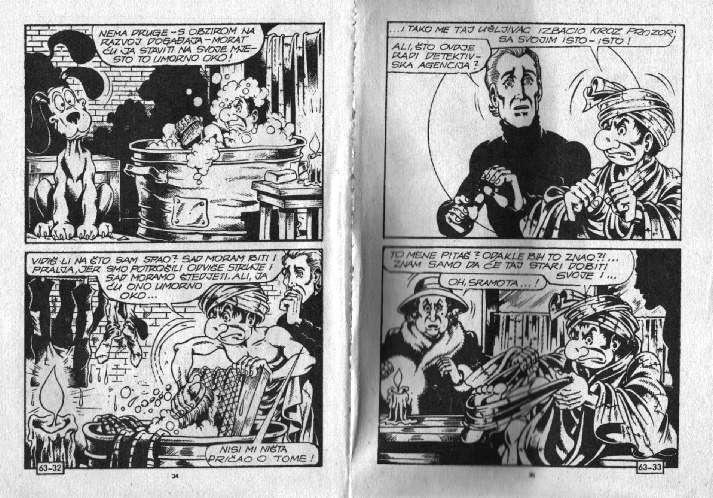 NEMA DRUGE - S OBZIROM NA
RAZVOJ DOGAĐAJA - MORAT
ĆU JA STAVITI NA SVOJE MJE-
STO TO UMORNO OKO!
VIDIŠ LI NA ŠTO SAM SPAO? SAD MORAM BITI I
PRALJA, JER SMO POTROŠILI ODVIŠE STRUJE I
SAD MORAMO ŠTEDJETI. ALI, JA
ĆU ONO UMORNO
OKO...
NISI MI NIŠTA
PRIČAO O TOME!
63-32
34
...I TAKO ME TAJ UŠLJIVAC IZBACIO KROZ PROZOR
SA SVOJIM ISTO-ISTO!
ALI, ŠTO OVDJE
RADI DETEKTIV-
SKA AGENCIJA?
TO MENE PITAŠ? ODAKLE BIH TO ZNAO?!...
ZNAM SAMO DA ĆE TAJ STARI DOBITI
SVOJE I...
OH, SRAMOTA...!
63-33